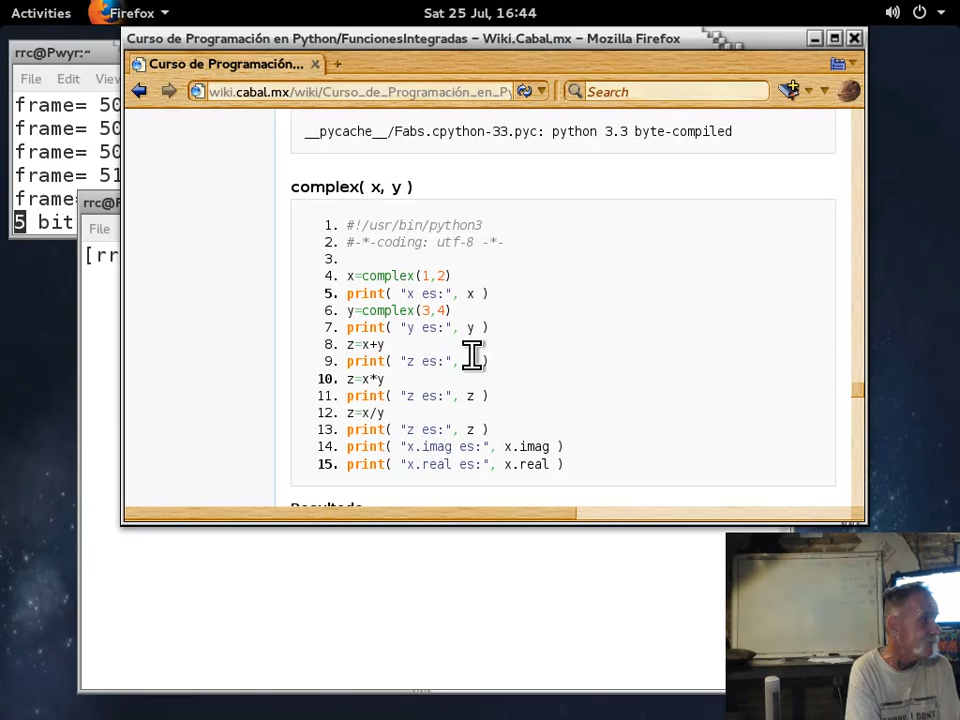 Activities Firefox Sat 25 Jul, 16:44
rrc@Pwyr:~
File Edit View
frame= 50
frame= 50
frame= 50
frame= 51
frame=
5 bit
File
[rr
Curso de Programación en Python/FuncionesIntegradas – Wiki.Cabal.mx – Mozilla Firefox
Curso de Programación...
wiki.cabal.mx/wiki/Curso_de_Programación_en_Py
Search
__pycache__/Fabs.cpython-33.pyc: python 3.3 byte-compiled
complex( x, y )
1. #!/usr/bin/python3
2. #-*-coding: utf-8 -*-
3.
4. x=complex(1,2)
5. print( "x es:", x )
6. y=complex(3,4)
7. print( "y es:", y )
8. z=x+y
9. print( "z es:", )
10. z=x*y
11. print( "z es:", z )
12. z=x/y
13. print( "z es:", z )
14. print( "x.imag es:", x.imag )
15. print( "x.real es:", x.real )